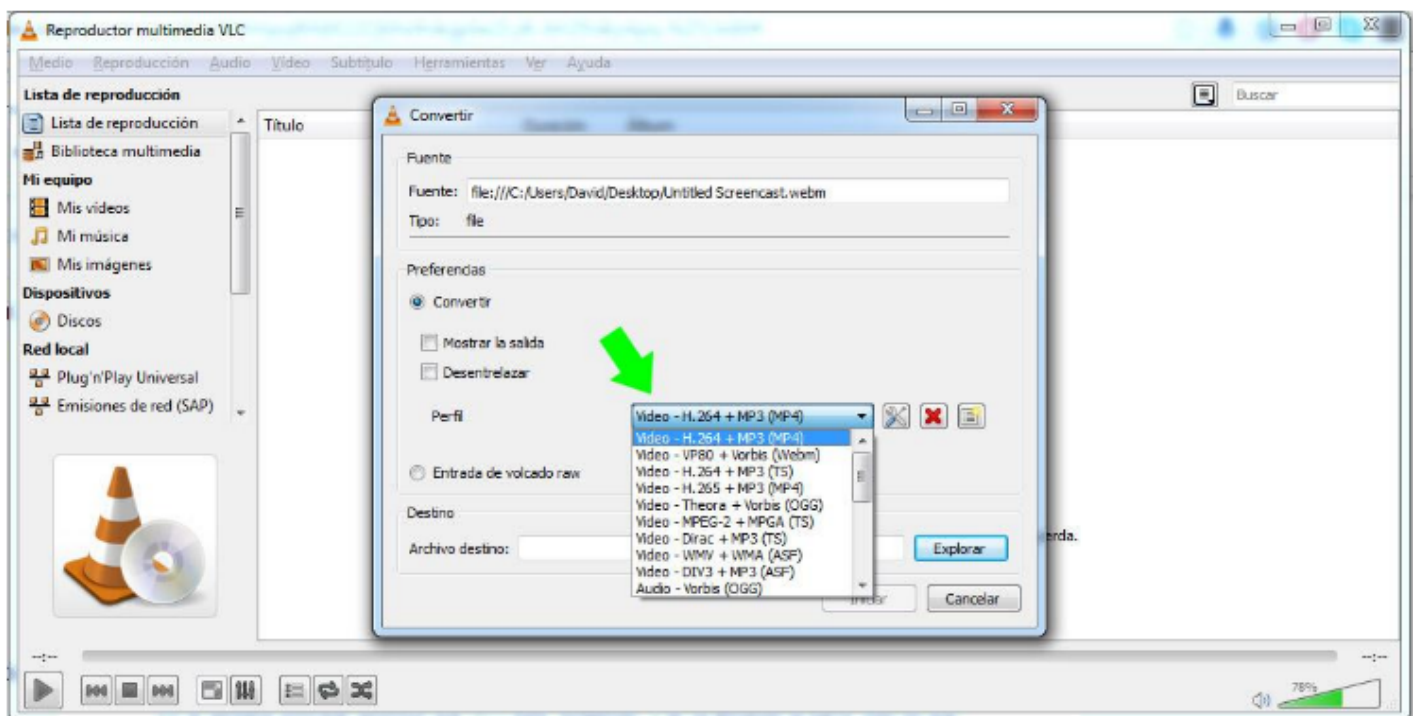 Reproductor multimedia VLC
Medio Reproducción Audio Vídeo Subtítulo Herramientas Ver Ayuda
Lista de reproducción
Buscar
Lista de reproducción
Biblioteca multimedia
Mi equipo
Mis videos
Mi música
Mis imágenes
Dispositivos
Discos
Red local
Plug'n'Play Universal
Emisiones de red (SAP)
Título
Convertir
Fuente
Fuente: file:///C:/Users/David/Desktop/Untitled Screencast.webm
Tipo: file
Preferencias
Convertir
Mostrar la salida
Desentrelazar
Perfil
Video - H.264 + MP3 (MP4)
Video - H.264 + MP3 (MP4)
Video - VP80 + Vorbis (Webm)
Video - H.264 + MP3 (TS)
Video - H.265 + MP3 (MP4)
Video - Theora + Vorbis (OGG)
Video - MPEG-2 + MPGA (TS)
Video - Dirac + MP3 (TS)
Video - WMV + WMA (ASF)
Video - DIV3 + MP3 (ASF)
Audio - Vorbis (OGG)
Entrada de volcado raw
Destino
Archivo destino:
Explorar
Cancelar
erda.
--:--
--:--
78%